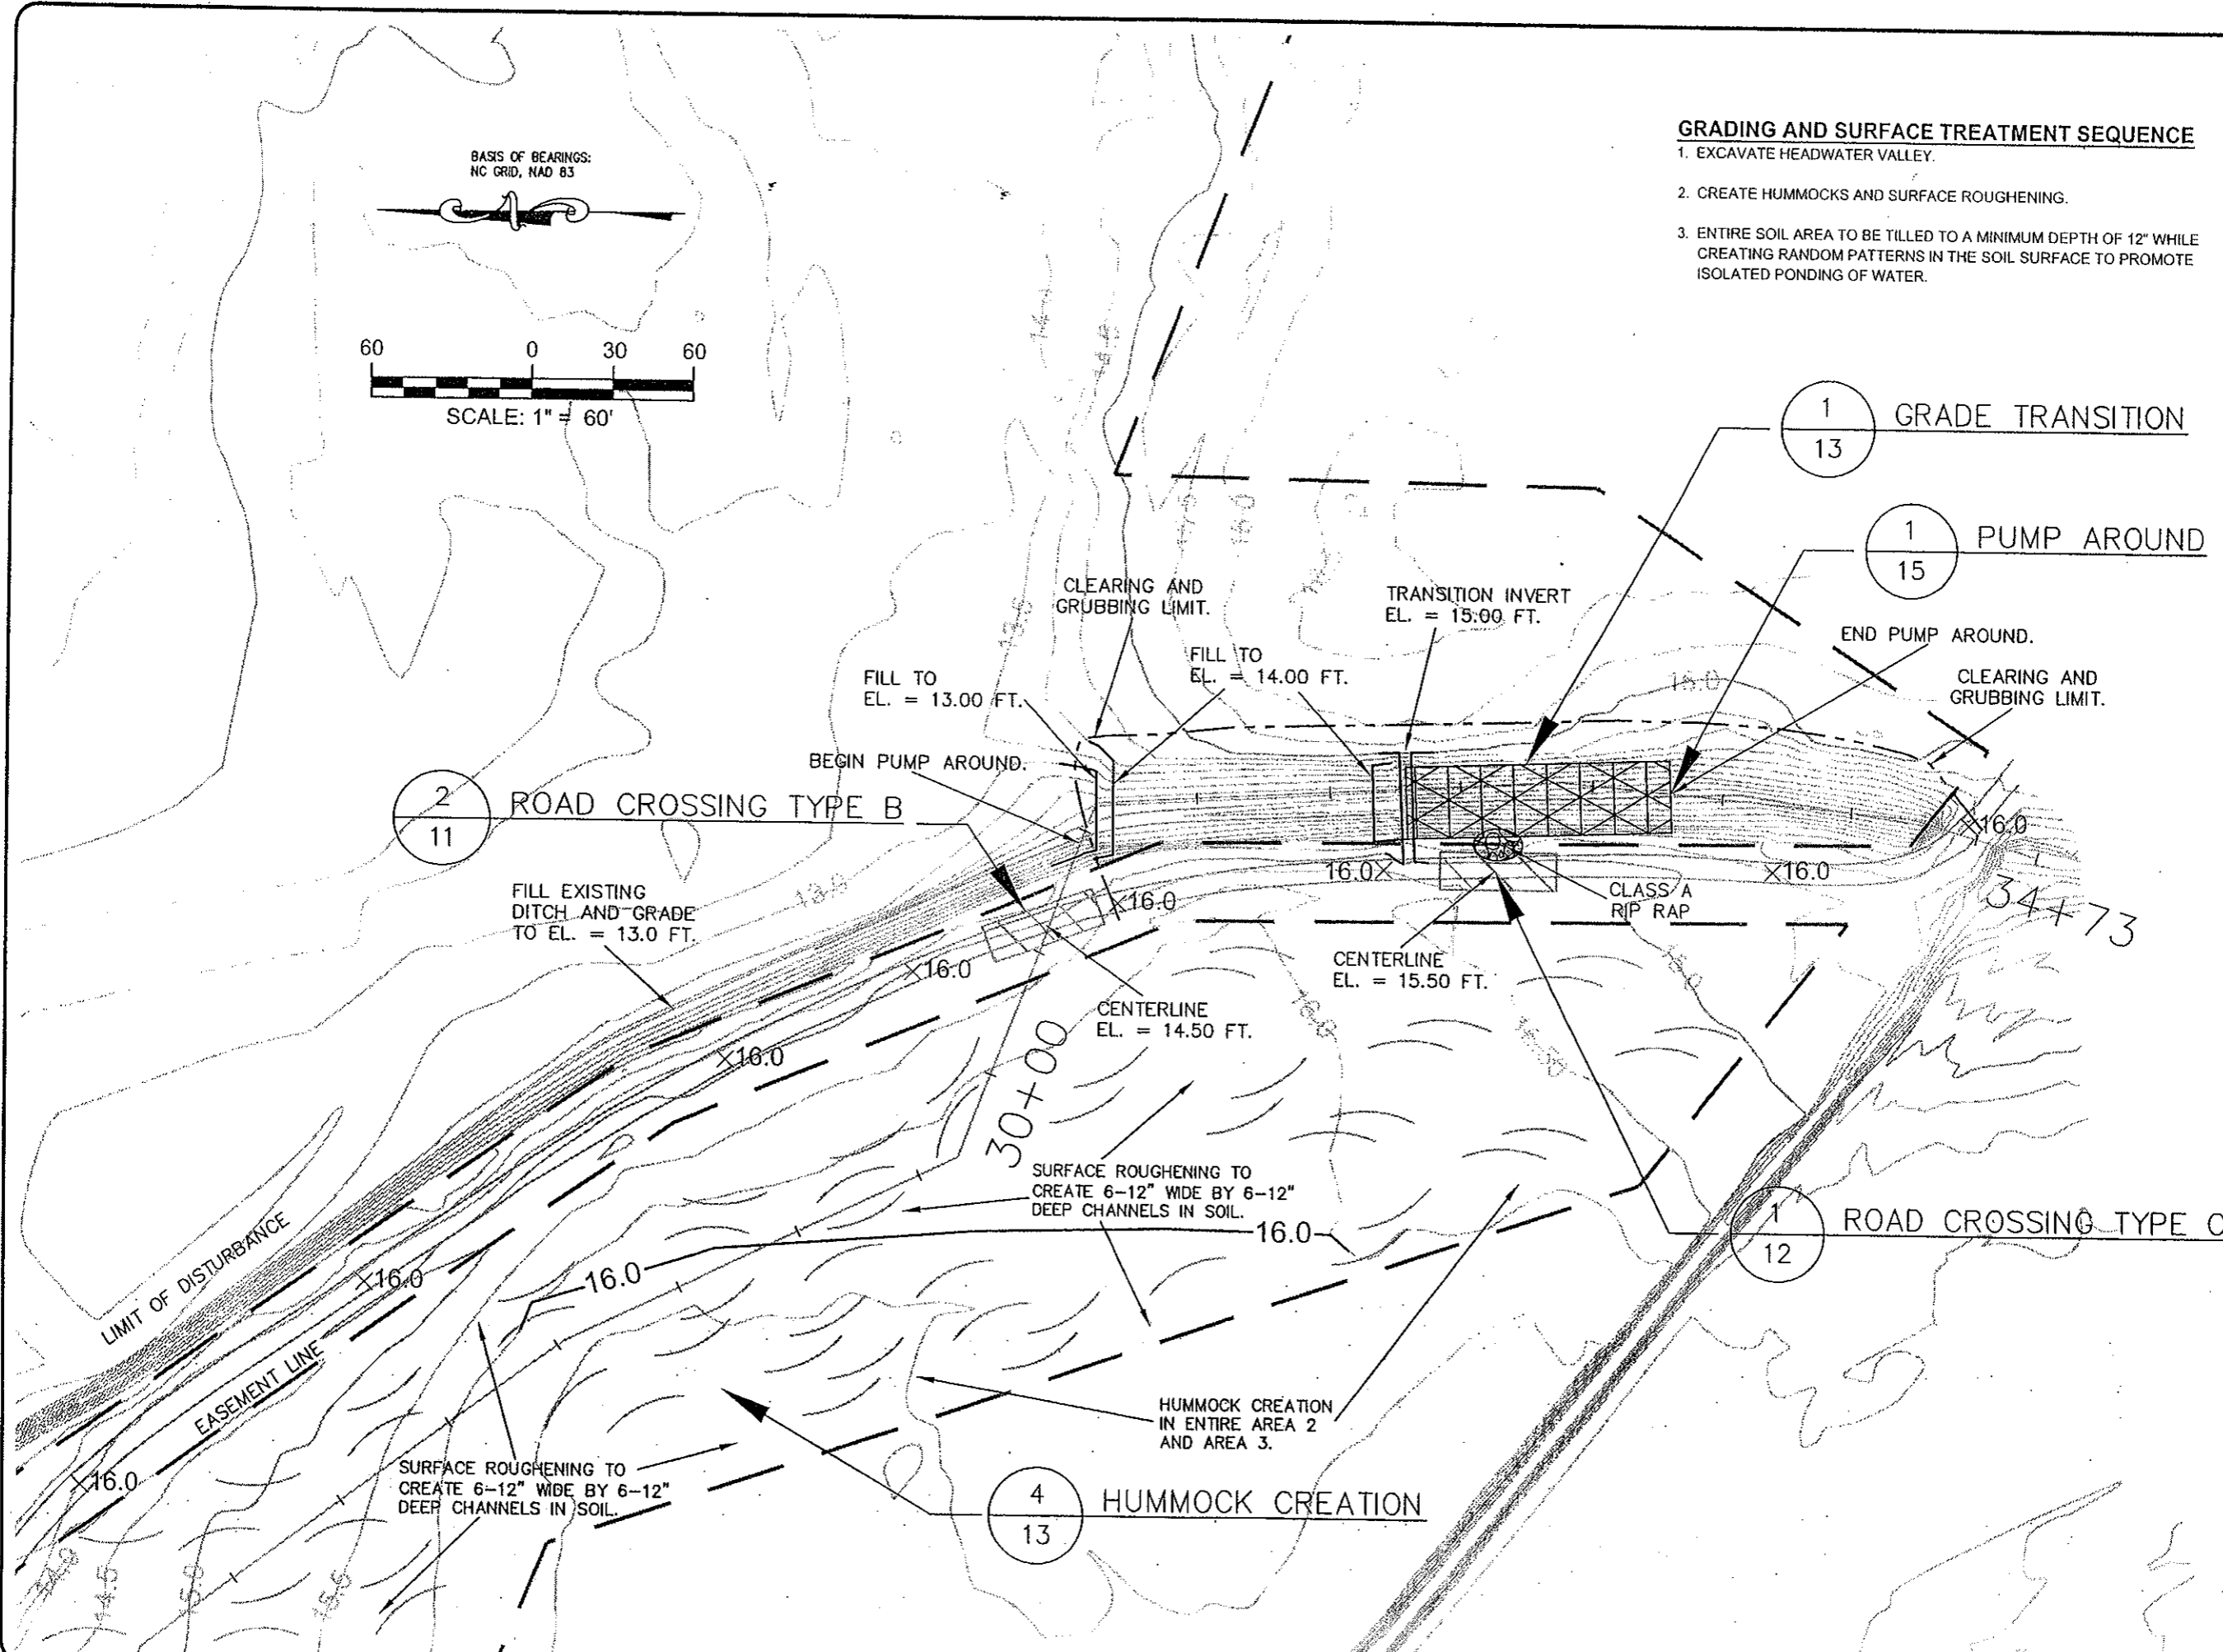 BASIS OF BEARINGS:
NC GRID, NAD 83
60 0 30 60
SCALE: 1" = 60'
GRADING AND SURFACE TREATMENT SEQUENCE
1. EXCAVATE HEADWATER VALLEY.
2. CREATE HUMMOCKS AND SURFACE ROUGHENING.
3. ENTIRE SOIL AREA TO BE TILLED TO A MINIMUM DEPTH OF 12" WHILE
CREATING RANDOM PATTERNS IN THE SOIL SURFACE TO PROMOTE
ISOLATED PONDING OF WATER.
1
13
GRADE TRANSITION
1
15
PUMP AROUND
CLEARING AND
GRUBBING LIMIT.
TRANSITION INVERT
EL. = 15.00 FT.
END PUMP AROUND.
FILL TO
EL. = 14.00 FT.
FILL TO
EL. = 13.00 FT.
CLEARING AND
GRUBBING LIMIT.
BEGIN PUMP AROUND.
2
11
ROAD CROSSING TYPE B
16.0
16.0
16.0
16.0
FILL EXISTING
DITCH AND GRADE
TO EL. = 13.0 FT.
13.0
CLASS A
RIP RAP
34+73
16.0
CENTERLINE
EL. = 15.50 FT.
CENTERLINE
EL. = 14.50 FT.
16.0
30+00
SURFACE ROUGHENING TO
CREATE 6-12" WIDE BY 6-12"
DEEP CHANNELS IN SOIL.
16.0
16.0
1
12
ROAD CROSSING TYPE C
LIMIT OF DISTURBANCE
16.0
EASEMENT LINE
HUMMOCK CREATION
IN ENTIRE AREA 2
AND AREA 3.
16.0
SURFACE ROUGHENING TO
CREATE 6-12" WIDE BY 6-12"
DEEP CHANNELS IN SOIL.
4
13
HUMMOCK CREATION
14.5
15.0
15.5